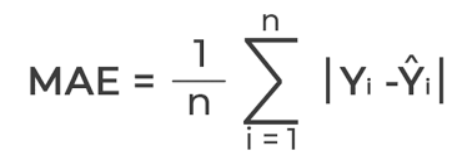 MAE = 1/n n∑i=1 |Yi -Ŷi|